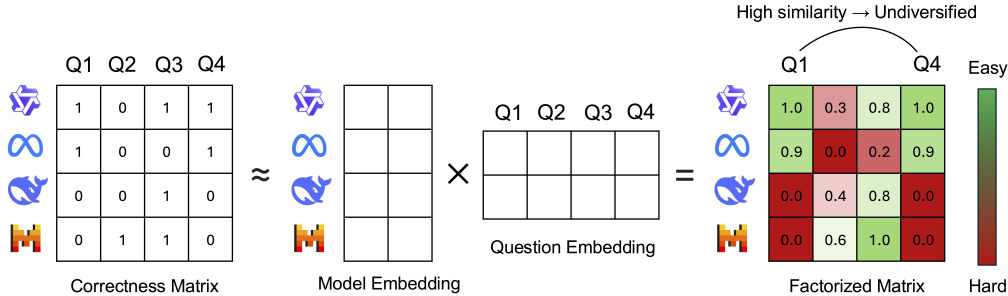 High similarity → Undiversified
Q1 Q2 Q3 Q4
1 0 1 1
1 0 0 1
0 0 1 0
0 1 1 0
Correctness Matrix
≈
Model Embedding
×
Q1 Q2 Q3 Q4
Question Embedding
=
Q1 Q4
1.0 0.3 0.8 1.0
0.9 0.0 0.2 0.9
0.0 0.4 0.8 0.0
0.0 0.6 1.0 0.0
Factorized Matrix
Easy
Hard